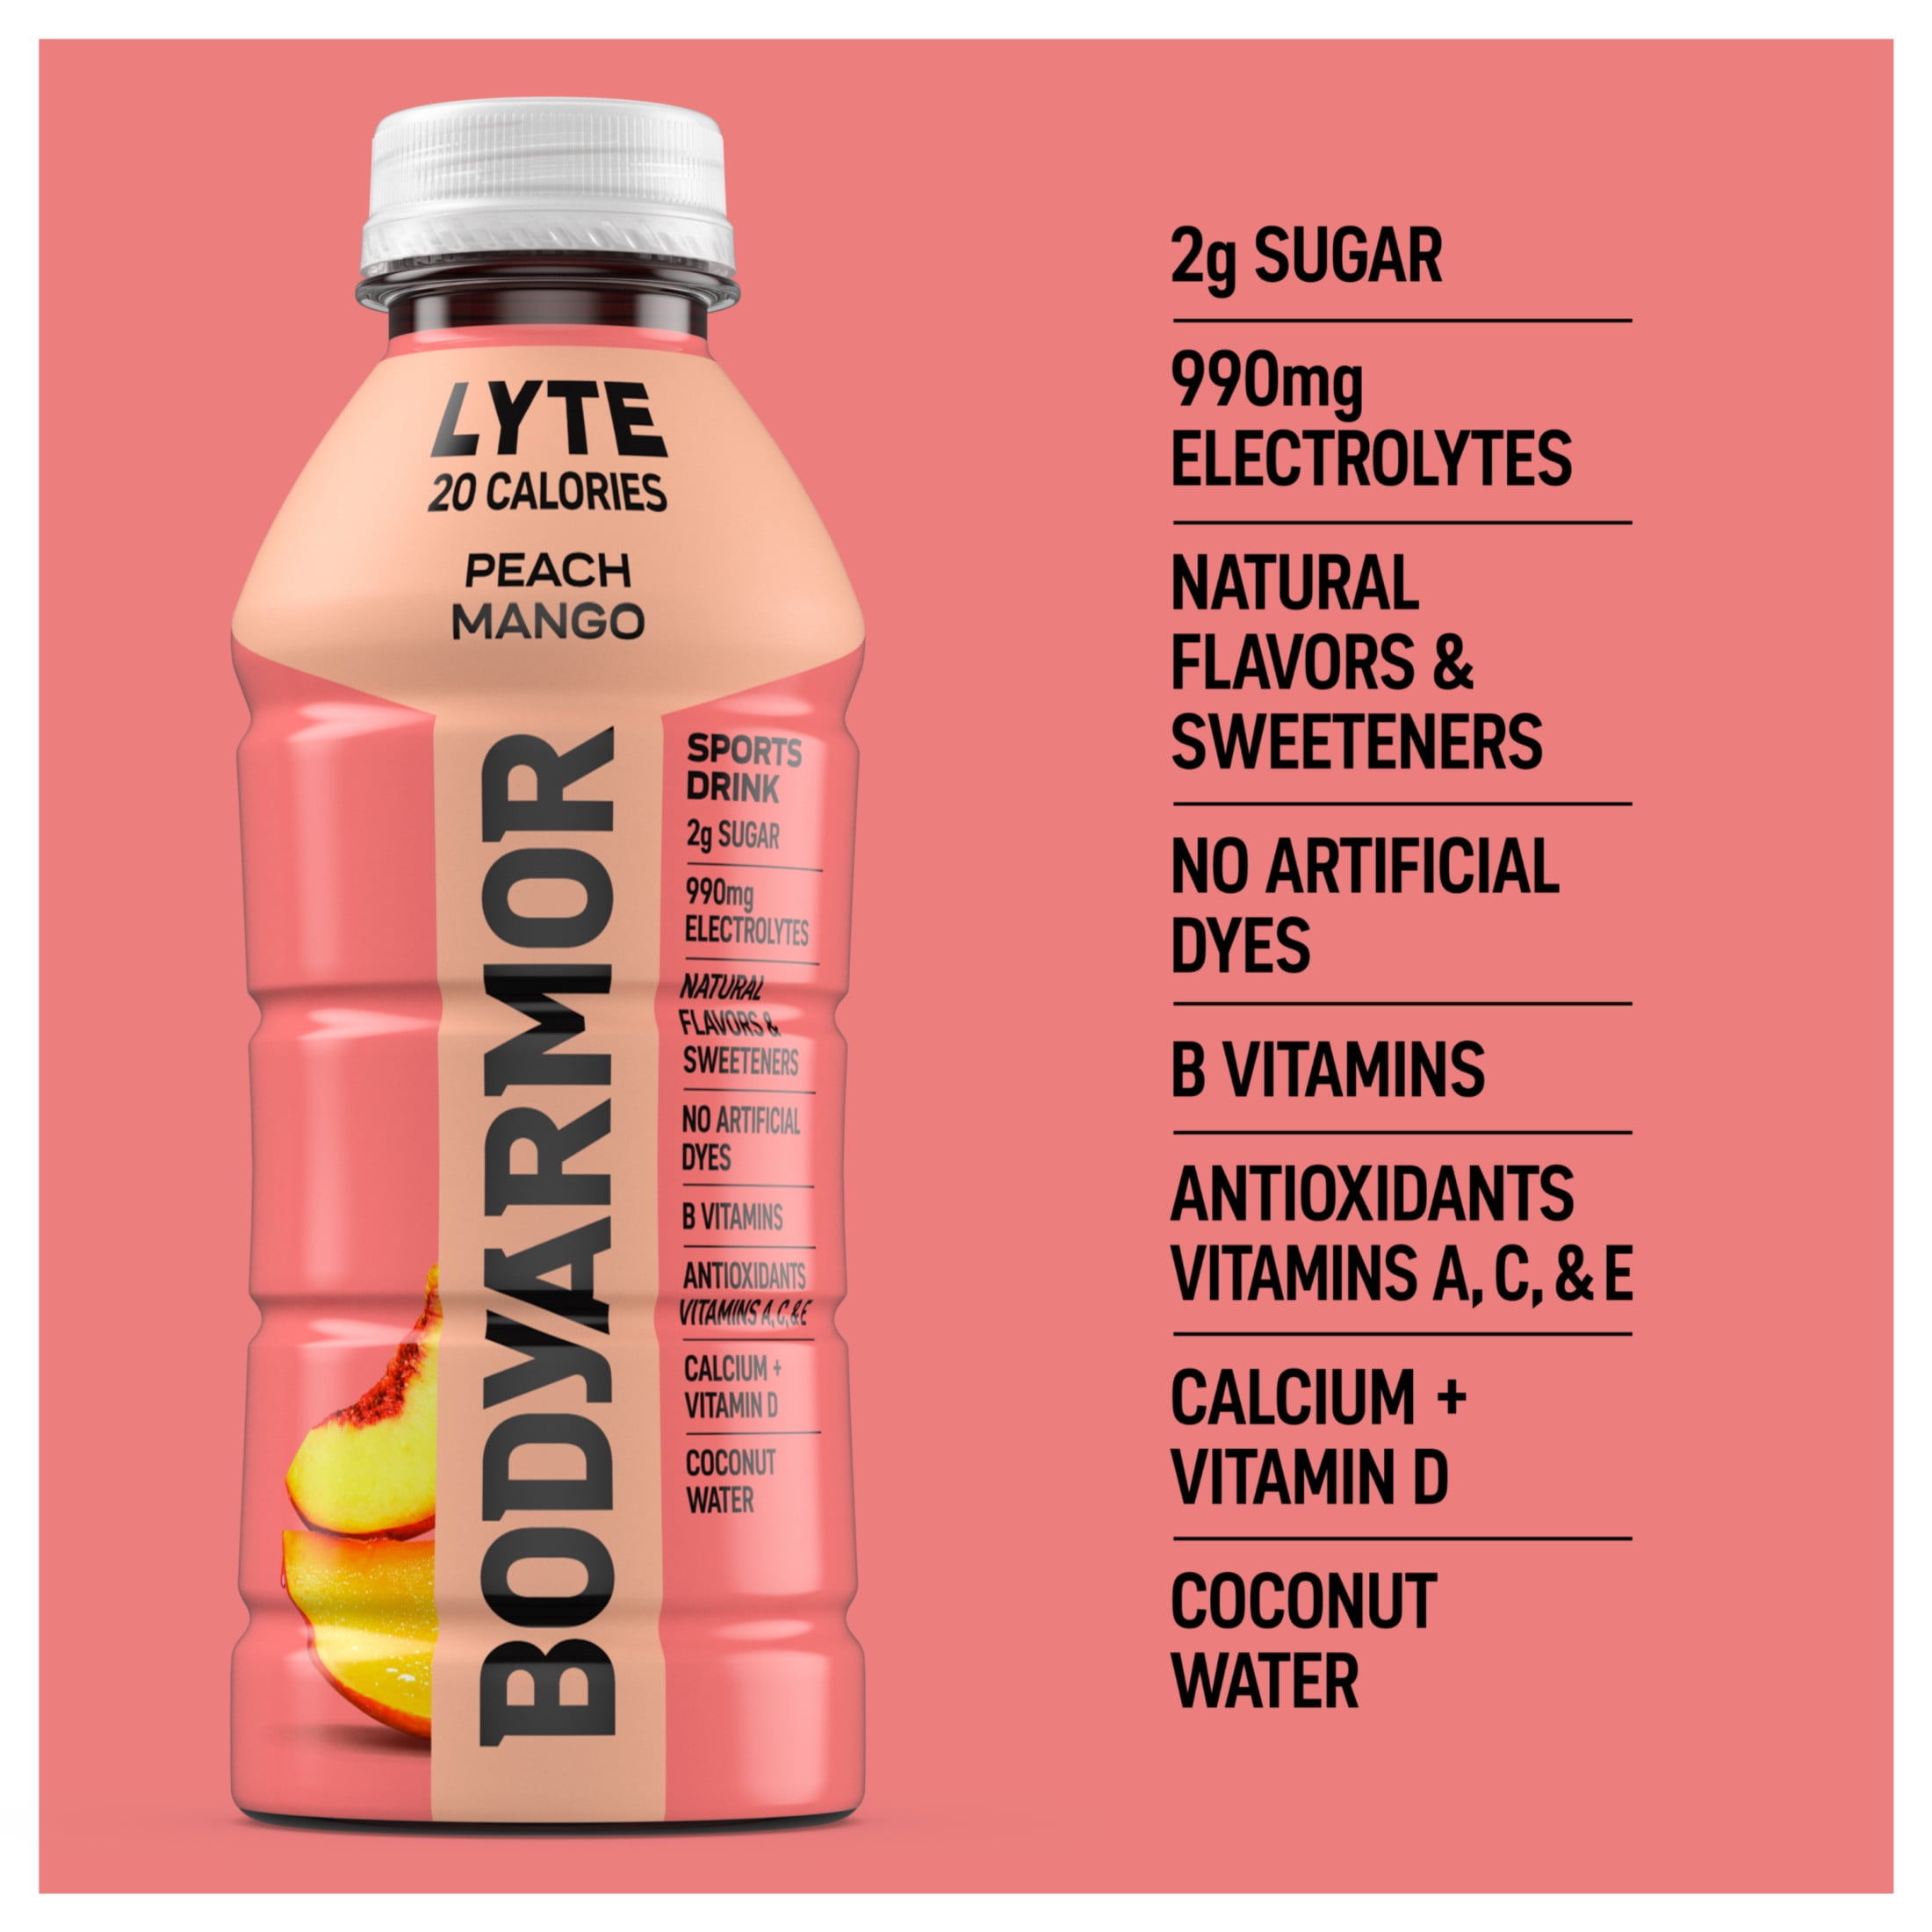 LYTE
20 CALORIES
PEACH
MANGO
BODYARMOR
SPORTS
DRINK
2g SUGAR
990mg
ELECTROLYTES
NATURAL
FLAVORS &
SWEETENERS
NO ARTIFICIAL
DYES
B VITAMINS
ANTIOXIDANTS
VITAMINS A,C,&E
CALCIUM +
VITAMIN D
COCONUT
WATER
2g SUGAR
990mg
ELECTROLYTES
NATURAL
FLAVORS &
SWEETENERS
NO ARTIFICIAL
DYES
B VITAMINS
ANTIOXIDANTS
VITAMINS A, C, & E
CALCIUM +
VITAMIN D
COCONUT
WATER